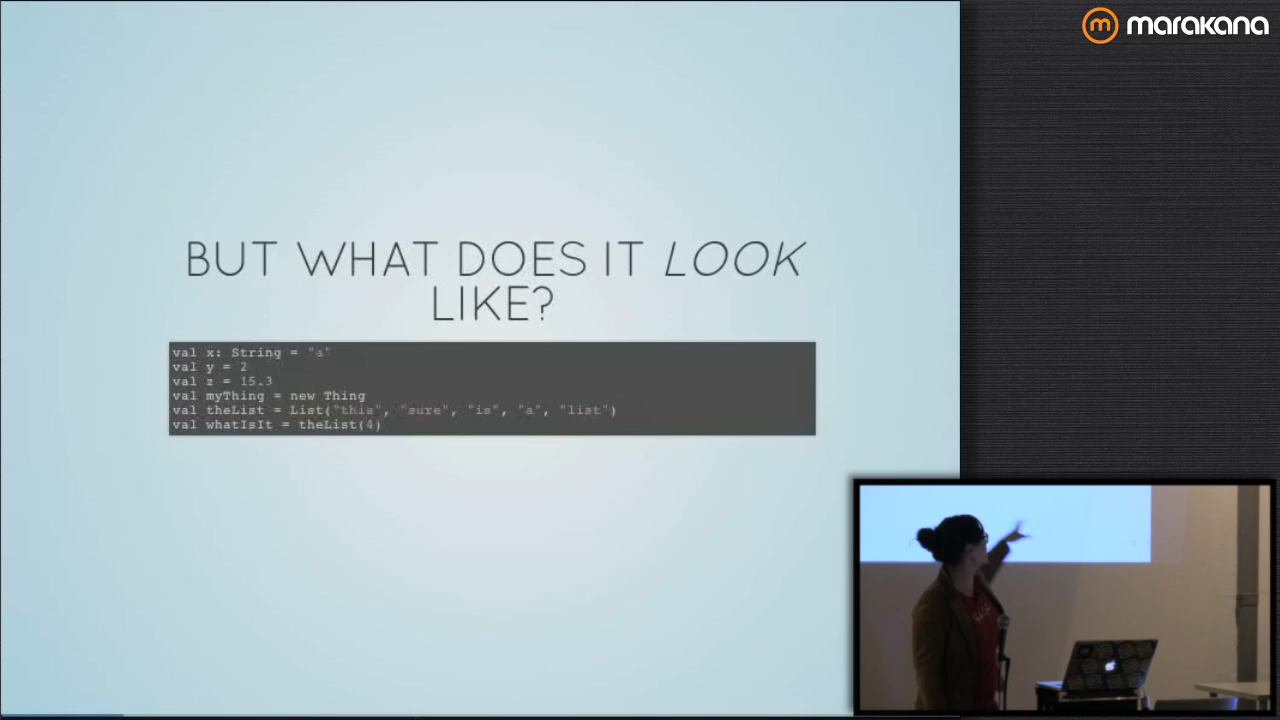 marakana
BUT WHAT DOES IT LOOK
LIKE?
val x: String = "a"
val y = 2
val z = 15.3
val myThing = new Thing
val theList = List("this", "sure", "is", "a", "list")
val whatIsIt = theList(4)